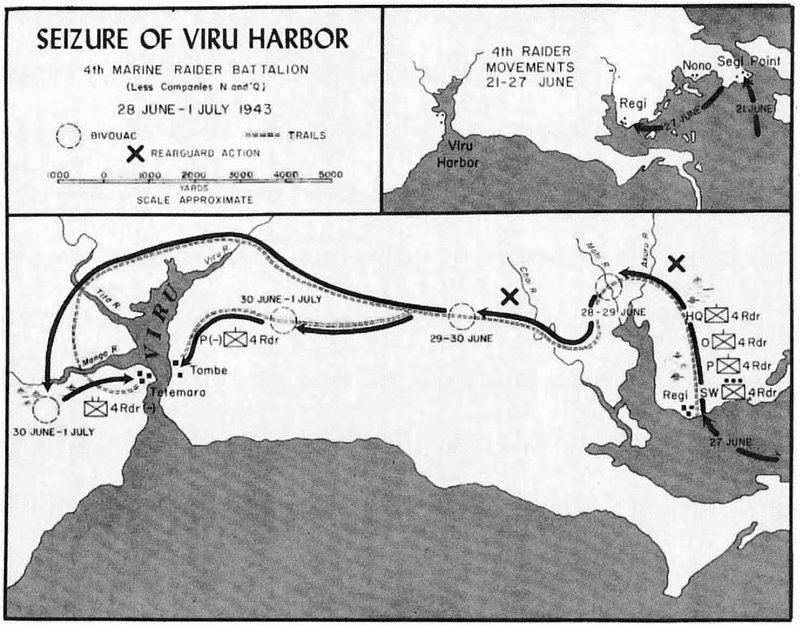 SEIZURE OF VIRU HARBOR
4th MARINE RAIDER BATTALION
(Less Companies N and Q)
28 JUNE-1 JULY 1943
BIVOUAC
TRAILS
REARGUARD ACTION
1000 0 1000 2000 3000 4000 5000
YARDS
SCALE APPROXIMATE
4th RAIDER
MOVEMENTS
21-27 JUNE
Nono
Segi Point
Regi
27 JUNE
21 JUNE
Viru
Harbor
Viru R.
Tita R.
Mango R.
VIRU
30 JUNE-1 JULY
P(-) 4 Rdr
Tombe
Tetemara
4 Rdr (-)
30 JUNE-1 JULY
29-30 JUNE
Choi R.
Mohi R.
Akuru R.
28-29 JUNE
HQ 4 Rdr
O 4 Rdr
P 4 Rdr
SW 4 Rdr
Regi
27 JUNE